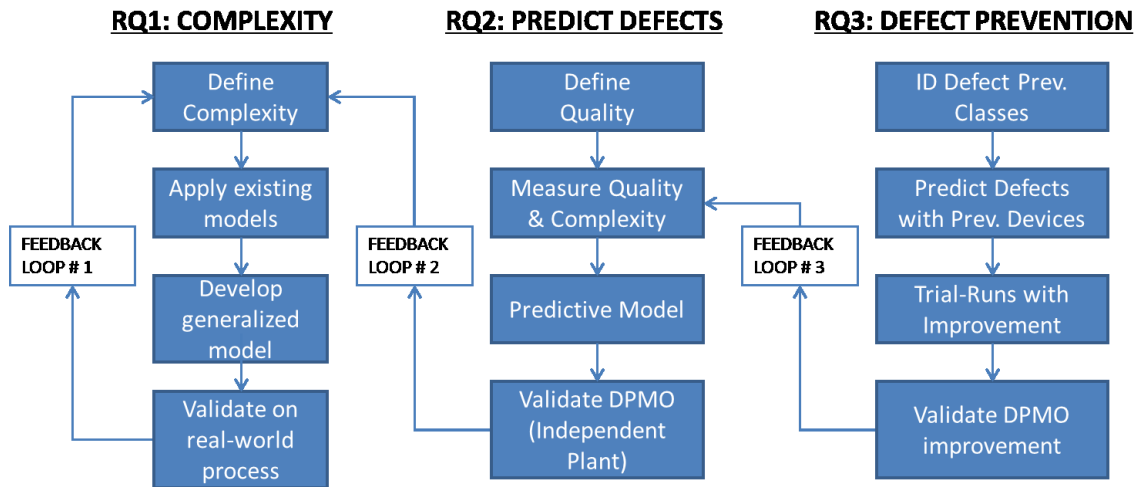 RQ1: COMPLEXITY
Define
Complexity
Apply existing
models
Develop
generalized
model
Validate on
real-world
process
FEEDBACK
LOOP # 1
RQ2: PREDICT DEFECTS
Define
Quality
Measure Quality
& Complexity
Predictive Model
Validate DPMO
(Independent
Plant)
FEEDBACK
LOOP # 2
RQ3: DEFECT PREVENTION
ID Defect Prev.
Classes
Predict Defects
with Prev. Devices
Trial-Runs with
Improvement
Validate DPMO
improvement
FEEDBACK
LOOP # 3